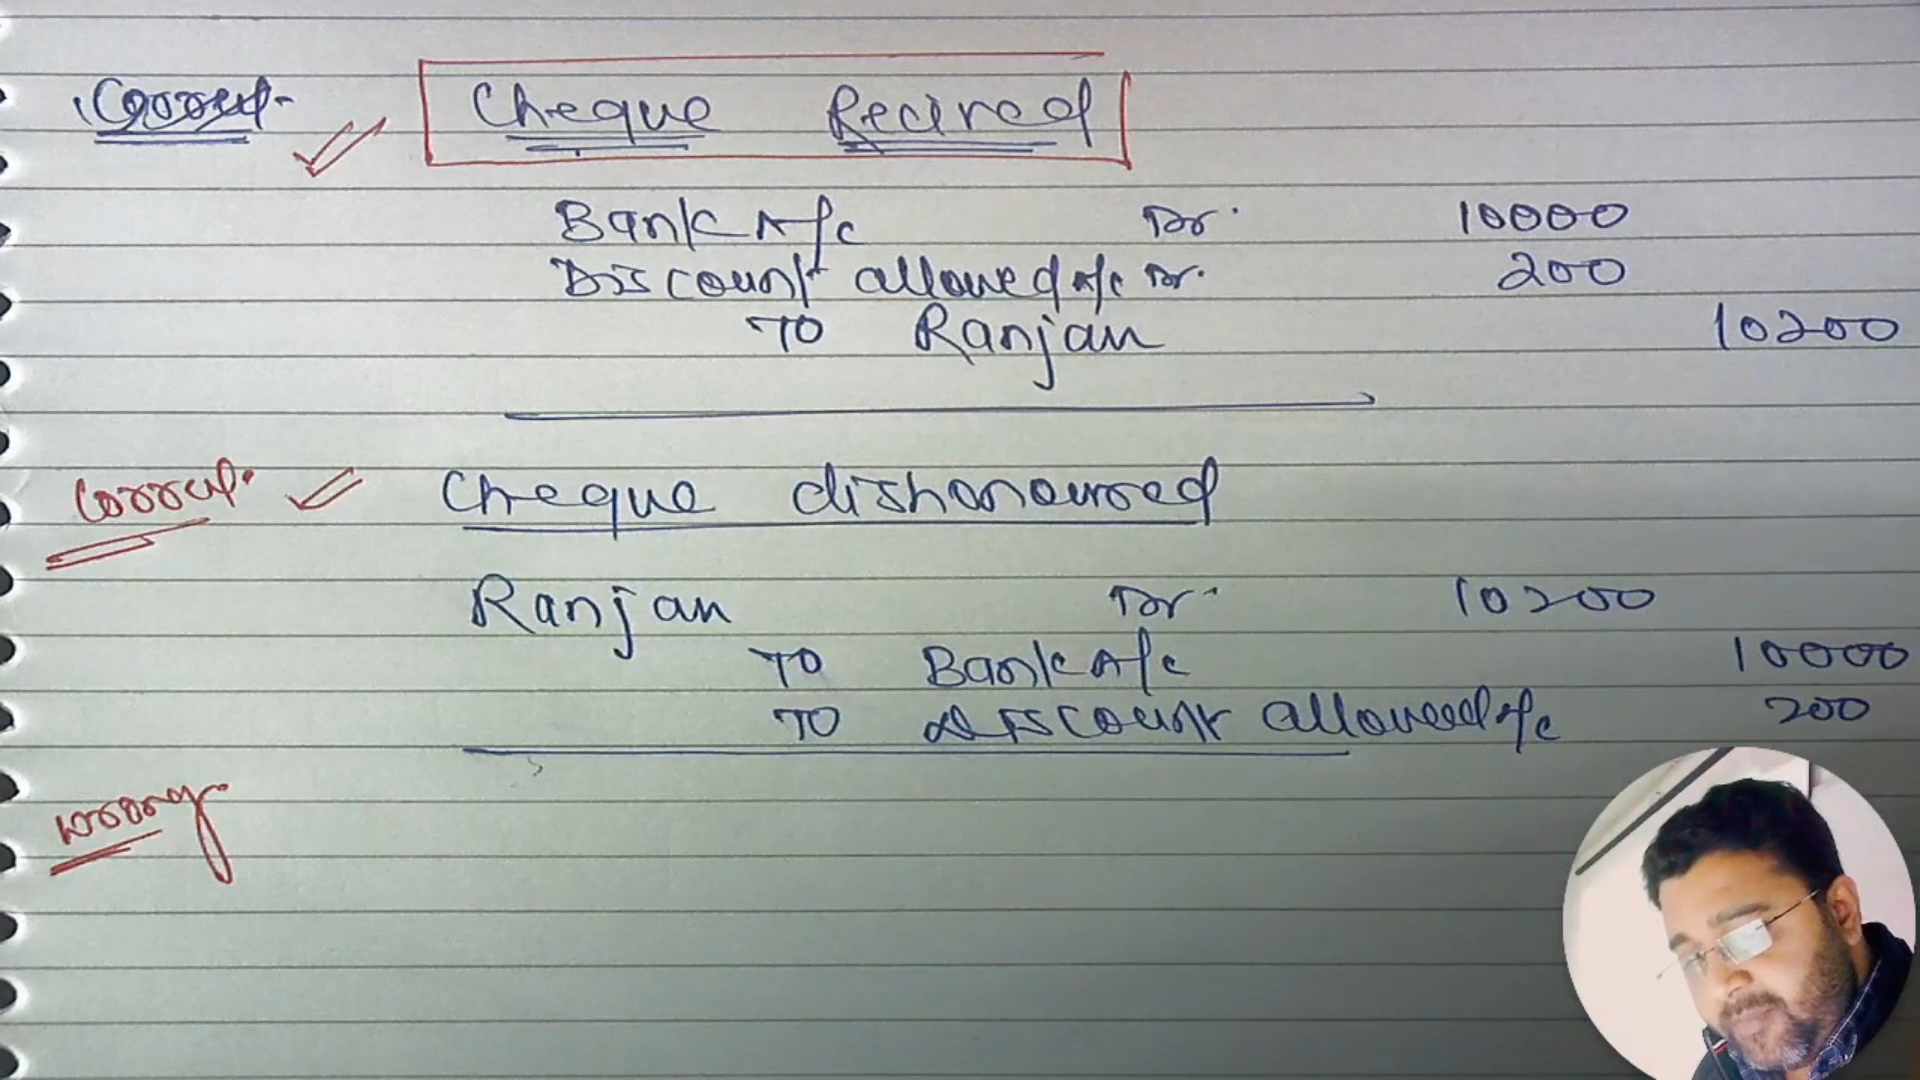 Correct.
Cheque Recived
Bank A/c Dr. 10000
Discount allowed A/c Dr. 200
To Ranjan 10200
Correct.
Cheque dishonoured
Ranjan Dr. 10200
To Bank A/c 10000
To Discount allowed A/c 200
wrong.